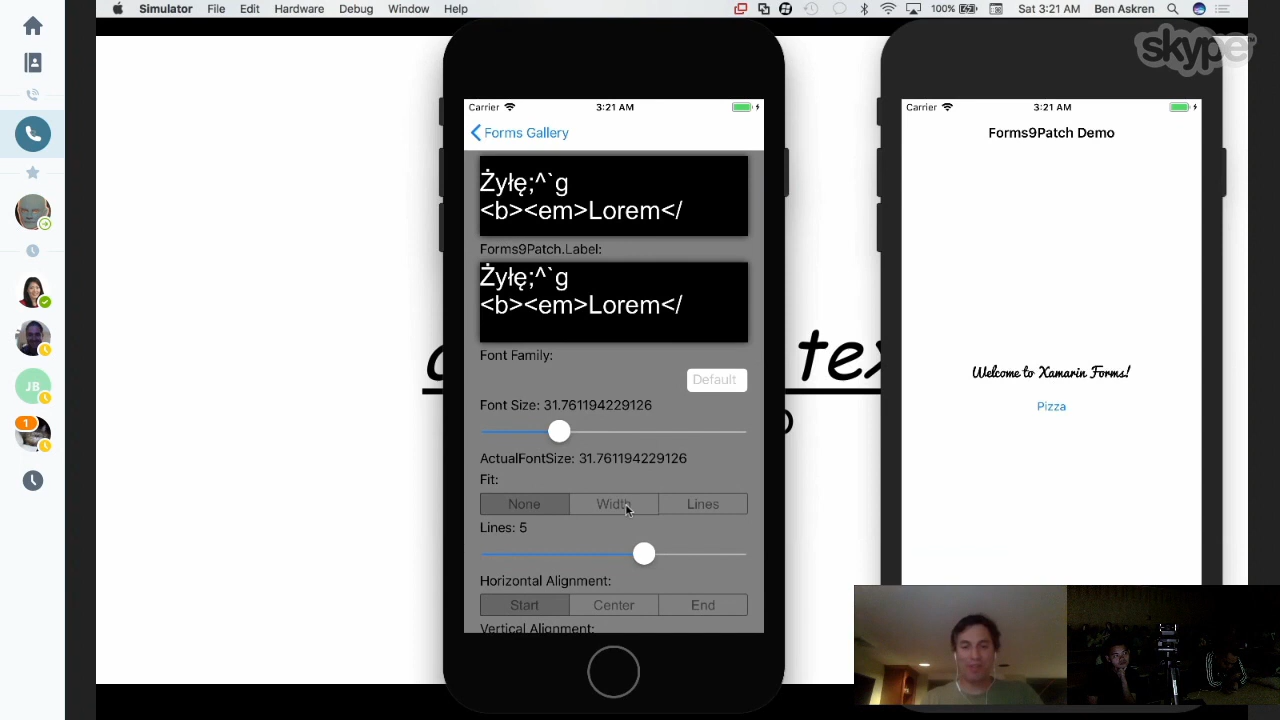 Simulator File Edit Hardware Debug Window Help 100% Sat 3:21 AM Ben Askren
skype™
Carrier 3:21 AM
Forms Gallery
Żyłę;^`g
<b><em>Lorem</
Forms9Patch.Label:
Żyłę;^`g
<b><em>Lorem</
Font Family:
Default
Font Size: 31.761194229126
ActualFontSize: 31.761194229126
Fit:
None Width Lines
Lines: 5
Horizontal Alignment:
Start Center End
Vertical Alignment:
Carrier 3:21 AM
Forms9Patch Demo
Welcome to Xamarin Forms!
Pizza
JB
1